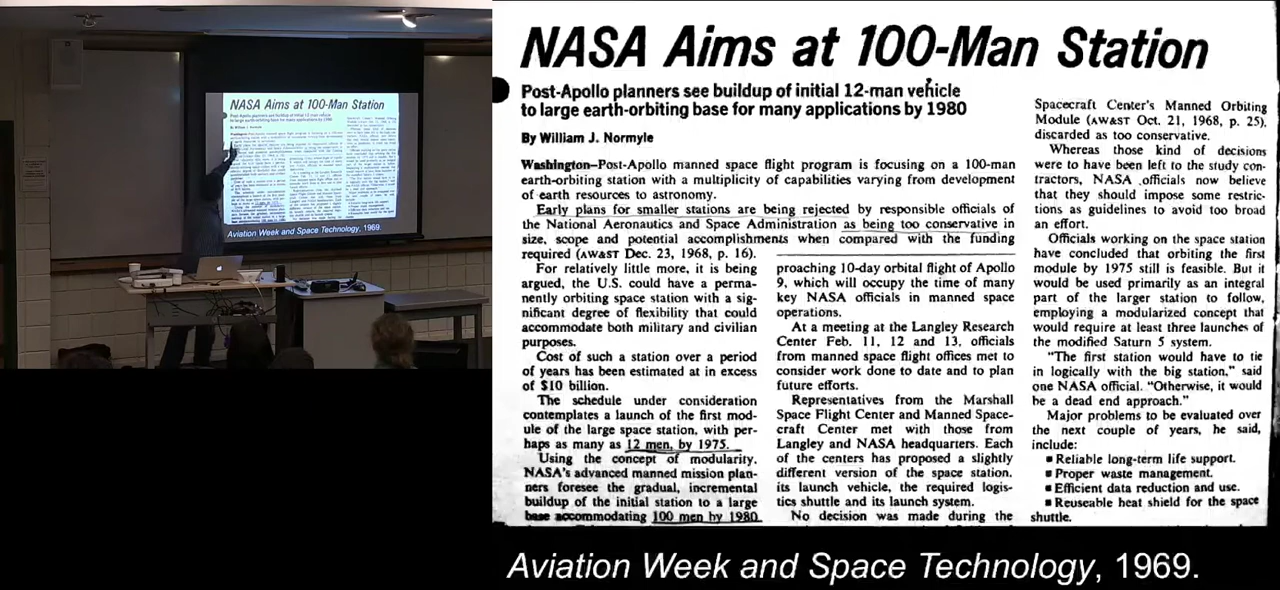 NASA Aims at 100-Man Station
Post-Apollo planners see buildup of initial 12-man vehicle
to large earth-orbiting base for many applications by 1980
By William J. Normyle
Washington—Post-Apollo manned space flight program is focusing on a 100-man
earth-orbiting station with a multiplicity of capabilities varying from development
of earth resources to astronomy.
Early plans for smaller stations are being rejected by responsible officials of
the National Aeronautics and Space Administration as being too conservative in
size, scope and potential accomplishments when compared with the funding
required (AW&ST Dec. 23, 1968, p. 16).
For relatively little more, it is being
argued, the U.S. could have a perma-
nently orbiting space station with a sig-
nificant degree of flexibility that could
accommodate both military and civilian
purposes.
Cost of such a station over a period
of years has been estimated at in excess
of $10 billion.
The schedule under consideration
contemplates a launch of the first mod-
ule of the large space station, with per-
haps as many as 12 men, by 1975.
Using the concept of modularity,
NASA's advanced manned mission plan-
ners foresee the gradual, incremental
buildup of the initial station to a large
base accommodating 100 men by 1980
proaching 10-day orbital flight of Apollo
9, which will occupy the time of many
key NASA officials in manned space
operations.
At a meeting at the Langley Research
Center Feb. 11, 12 and 13, officials
from manned space flight offices met to
consider work done to date and to plan
future efforts.
Representatives from the Marshall
Space Flight Center and Manned Space-
craft Center met with those from
Langley and NASA headquarters. Each
of the centers has proposed a slightly
different version of the space station,
its launch vehicle, the required logis-
tics shuttle and its launch system.
No decision was made during the
Spacecraft Center's Manned Orbiting
Module (AW&ST Oct. 21, 1968, p. 25),
discarded as too conservative.
Whereas those kind of decisions
were have been left to the study con-
tractors, NASA officials now believe
that they should impose some restric-
tions as guidelines to avoid too broad
an effort.
Officials working on the space station
have concluded that orbiting the first
module by 1975 still is feasible. But it
would be used primarily as an integral
part of the larger station to follow,
employing a modularized concept that
would require at least three launches of
the modified Saturn 5 system.
"The first station would have to tie
in logically with the big station," said
one NASA official. "Otherwise, it would
be a dead end approach."
Major problems to be evaluated over
the next couple of years, he said,
include:
■ Reliable long-term life support.
■ Proper waste management.
■ Efficient data reduction and use.
■ Reuseable heat shield for the space
shuttle.
Aviation Week and Space Technology, 1969.
NASA Aims at 100-Man Station
Post-Apollo planners see buildup of initial 12-man vehicle
to large earth-orbiting base for many applications by 1980
By William J. Normyle
Aviation Week and Space Technology, 1969.